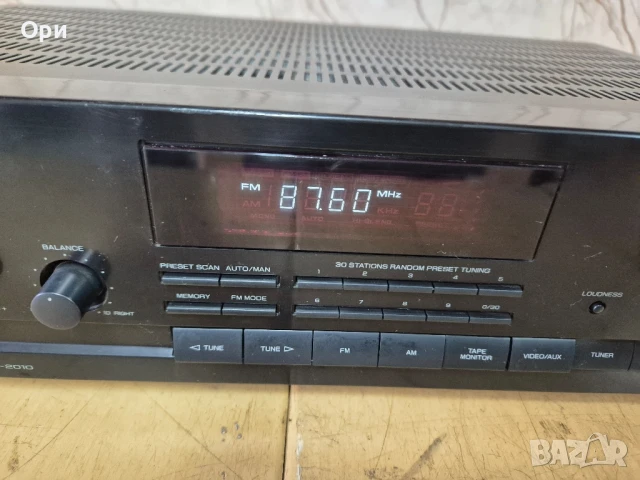 Ори
FM 87.60 MHz
AM
BALANCE
PRESET SCAN AUTO/MAN
30 STATIONS RANDOM PRESET TUNING
1 2 3 4 5
LOUDNESS
MEMORY FM MODE
6 7 8 9 0/30
RIGHT
◁ TUNE TUNE ▷ FM AM TAPE MONITOR VIDEO/AUX TUNER
-2010
BAZAR
bg